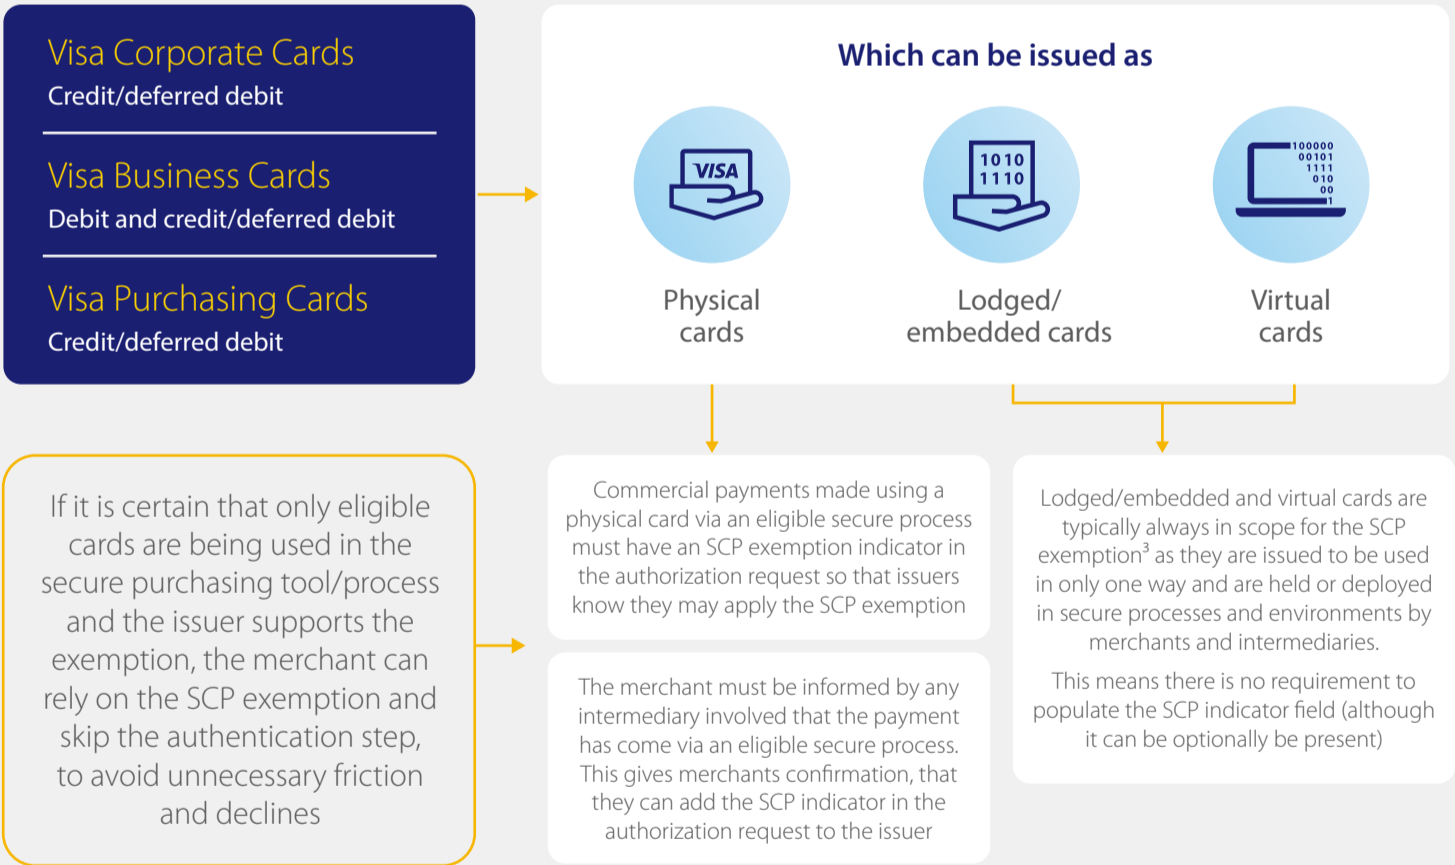 Visa Corporate Cards
Credit/deferred debit
Visa Business Cards
Debit and credit/deferred debit
Visa Purchasing Cards
Credit/deferred debit
Which can be issued as
VISA
1010
1110
100000
00101
1111
010
00
1
Physical
cards
Lodged/
embedded cards
Virtual
cards
If it is certain that only eligible
cards are being used in the
secure purchasing tool/process
and the issuer supports the
exemption, the merchant can
rely on the SCP exemption and
skip the authentication step,
to avoid unnecessary friction
and declines
Commercial payments made using a
physical card via an eligible secure process
must have an SCP exemption indicator in
the authorization request so that issuers
know they may apply the SCP exemption
The merchant must be informed by any
intermediary involved that the payment
has come via an eligible secure process.
This gives merchants confirmation, that
they can add the SCP indicator in the
authorization request to the issuer
Lodged/embedded and virtual cards are
typically always in scope for the SCP
exemption³ as they are issued to be used
in only one way and are held or deployed
in secure processes and environments by
merchants and intermediaries.
This means there is no requirement to
populate the SCP indicator field (although
it can be optionally be present)